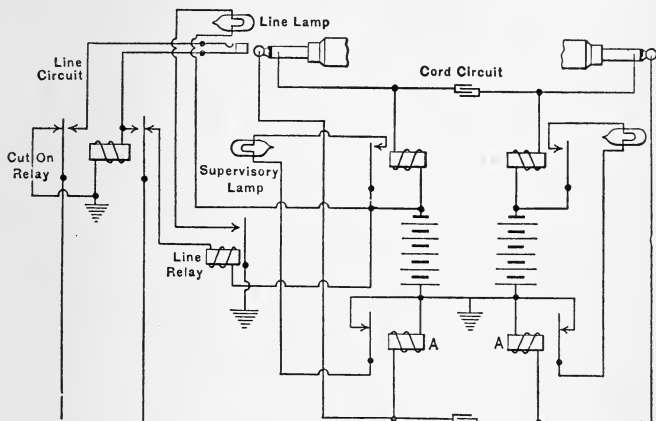 Line Lamp
Line
Circuit
Cord Circuit
Cut On
Relay
Supervisory
Lamp
Line
Relay
A
A